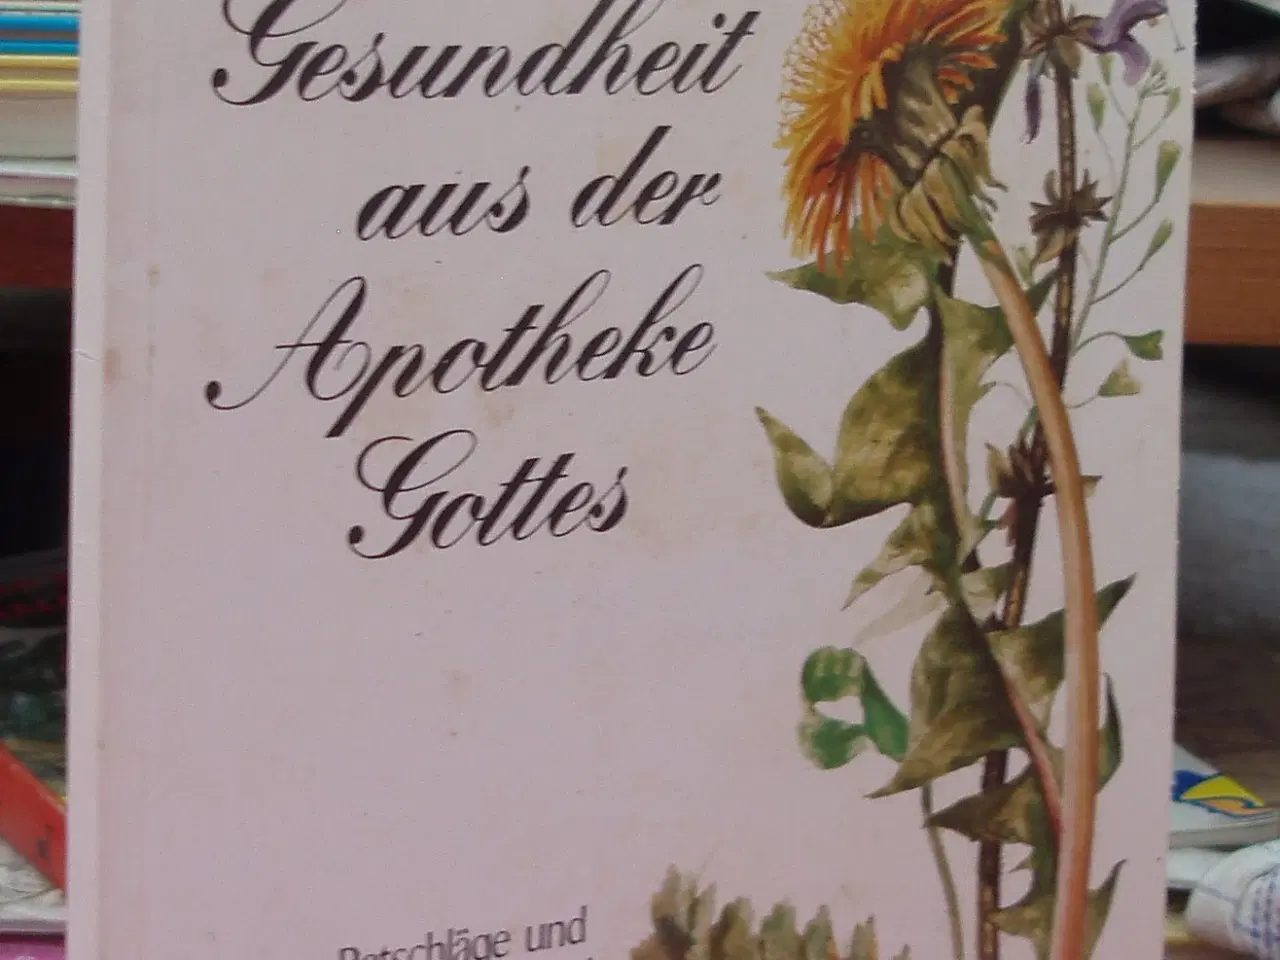 Gesundheit
aus der
Apotheke
Gottes
Ratschläge und